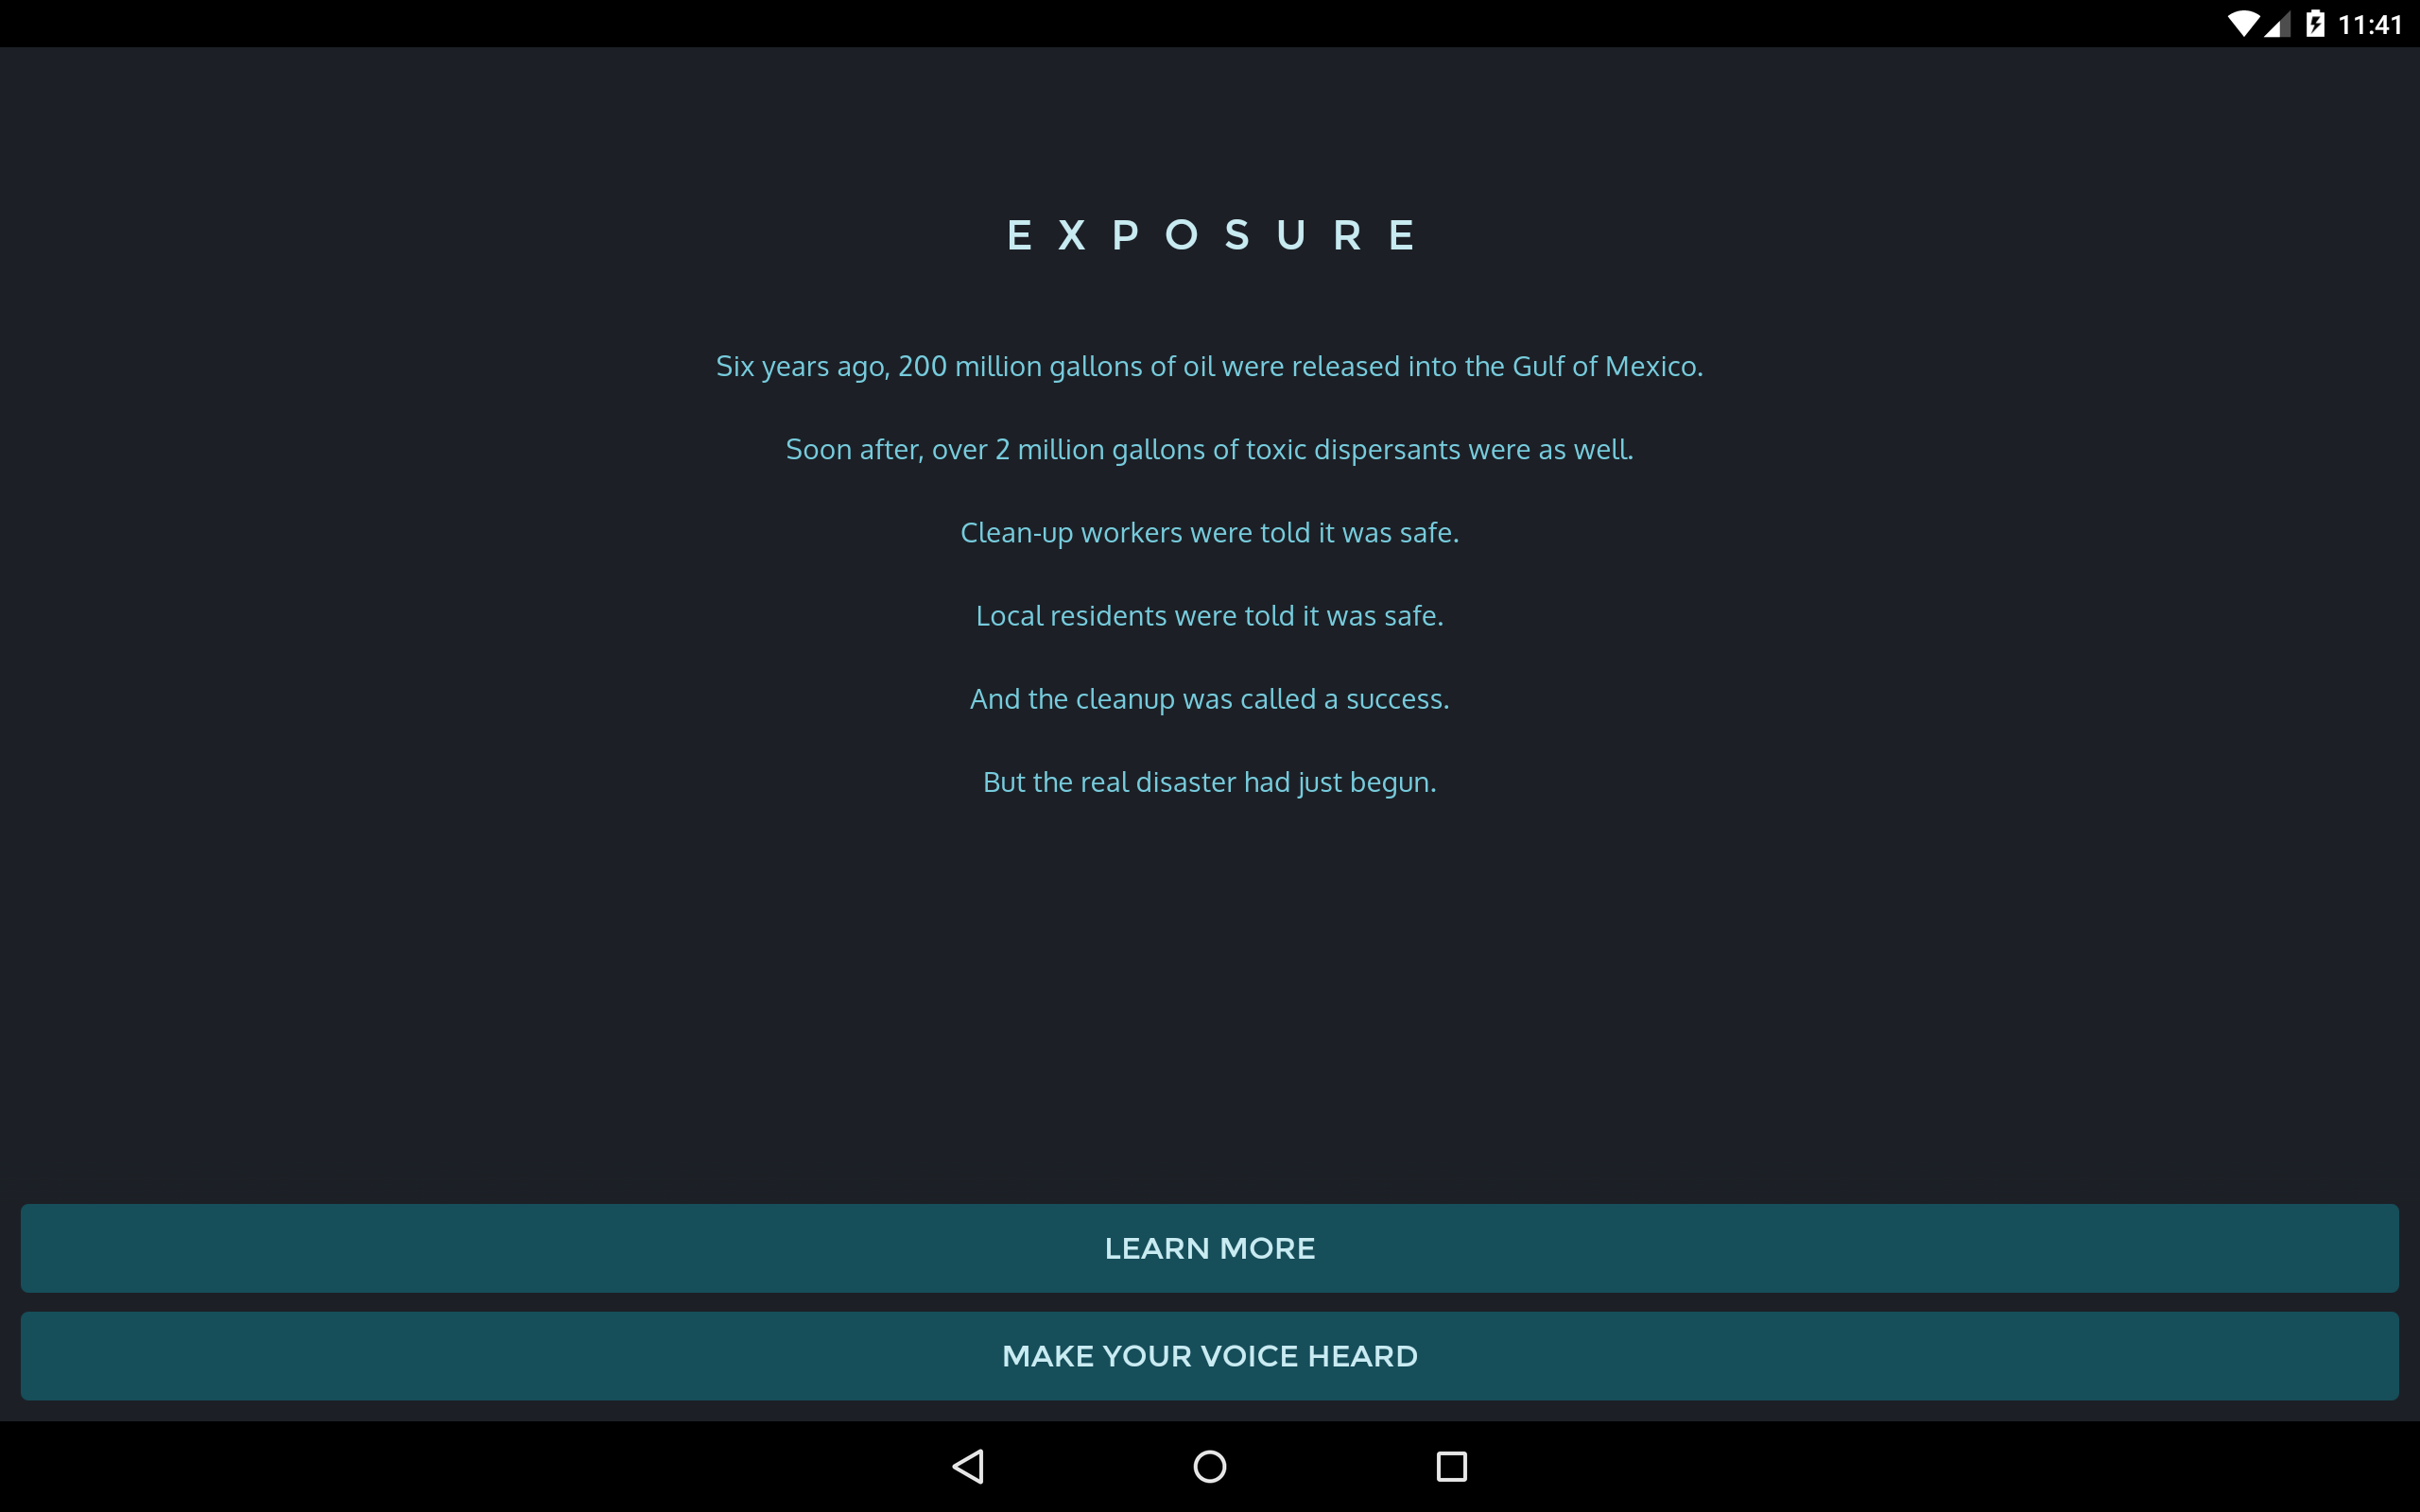 11:41
E X P O S U R E
Six years ago, 200 million gallons of oil were released into the Gulf of Mexico.
Soon after, over 2 million gallons of toxic dispersants were as well.
Clean-up workers were told it was safe.
Local residents were told it was safe.
And the cleanup was called a success.
But the real disaster had just begun.
LEARN MORE
MAKE YOUR VOICE HEARD